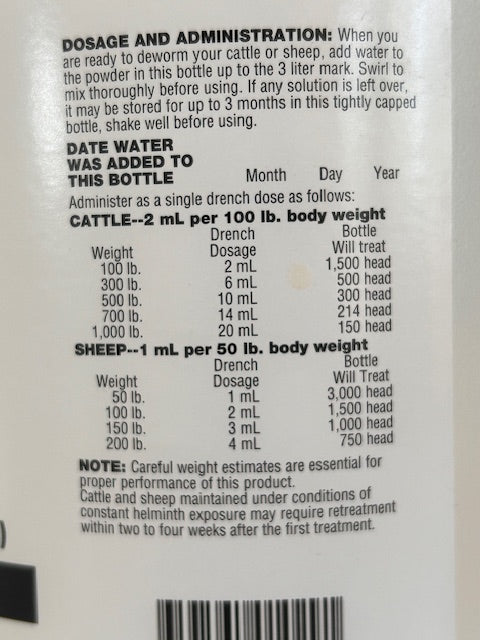 DOSAGE AND ADMINISTRATION: When you
are ready to deworm your cattle or sheep, add water to
the powder in this bottle up to the 3 liter mark. Swirl to
mix thoroughly before using. If any solution is left over,
it may be stored for up to 3 months in this tightly capped
bottle, shake well before using.
DATE WATER
WAS ADDED TO
THIS BOTTLE Month Day Year
Administer as a single drench dose as follows:
CATTLE--2 mL per 100 lb. body weight
Drench Bottle
Weight Dosage Will treat
100 lb. 2 mL 1,500 head
300 lb. 6 mL 500 head
500 lb. 10 mL 300 head
700 lb. 14 mL 214 head
1,000 lb. 20 mL 150 head
SHEEP--1 mL per 50 lb. body weight
Drench Bottle
Weight Dosage Will Treat
50 lb. 1 mL 3,000 head
100 lb. 2 mL 1,500 head
150 lb. 3 mL 1,000 head
200 lb. 4 mL 750 head
NOTE: Careful weight estimates are essential for
proper performance of this product.
Cattle and sheep maintained under conditions of
constant helminth exposure may require retreatment
within two to four weeks after the first treatment.
)